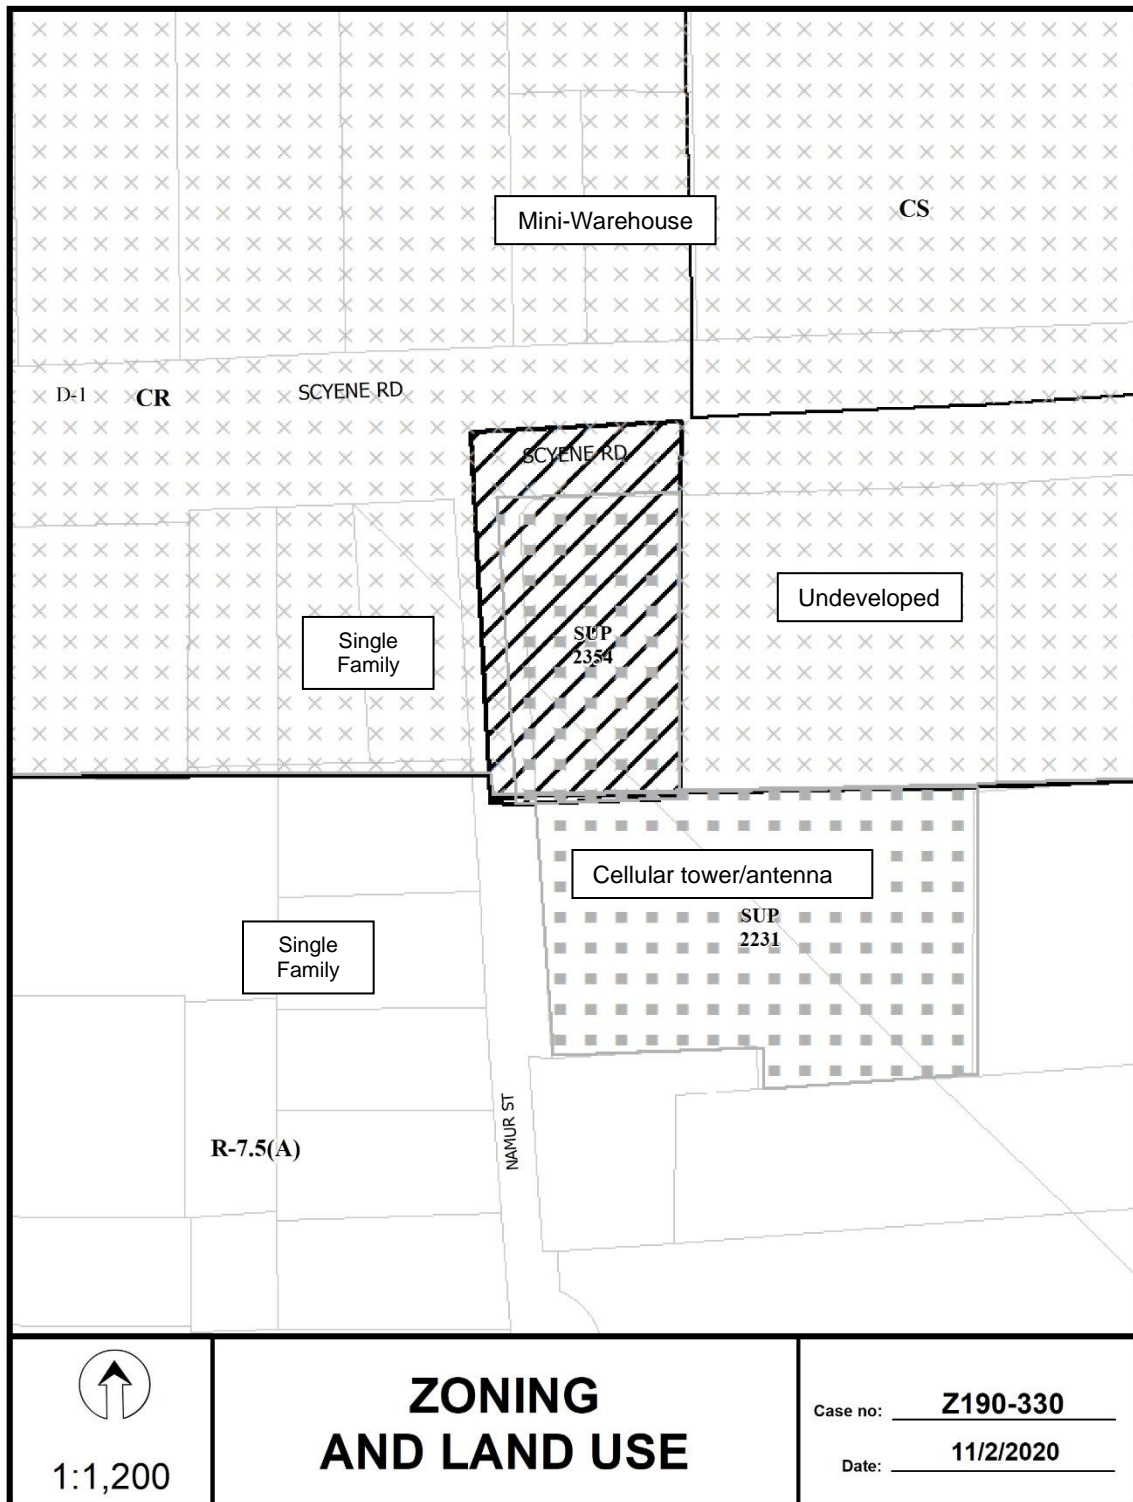 Mini-Warehouse
CS
D-1
CR
SCYENE RD
SCYENE RD
Undeveloped
Single
Family
SUP
2354
Cellular tower/antenna
SUP
2231
Single
Family
NAMUR ST
R-7.5(A)
1:1,200
ZONING
AND LAND USE
Case no: Z190-330
Date: 11/2/2020